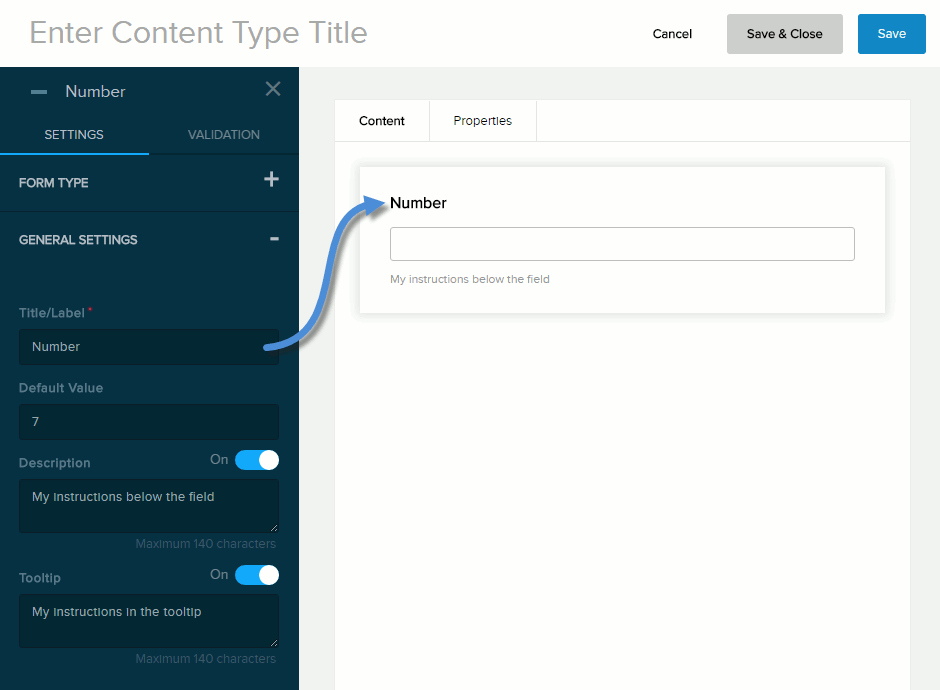 Enter Content Type Title
Cancel
Save & Close
Save
Number
SETTINGS
VALIDATION
FORM TYPE
GENERAL SETTINGS
Title/Label*
Number
Default Value
7
Description
On
My instructions below the field
Maximum 140 characters
Tooltip
On
My instructions in the tooltip
Maximum 140 characters
Content
Properties
Number
My instructions below the field